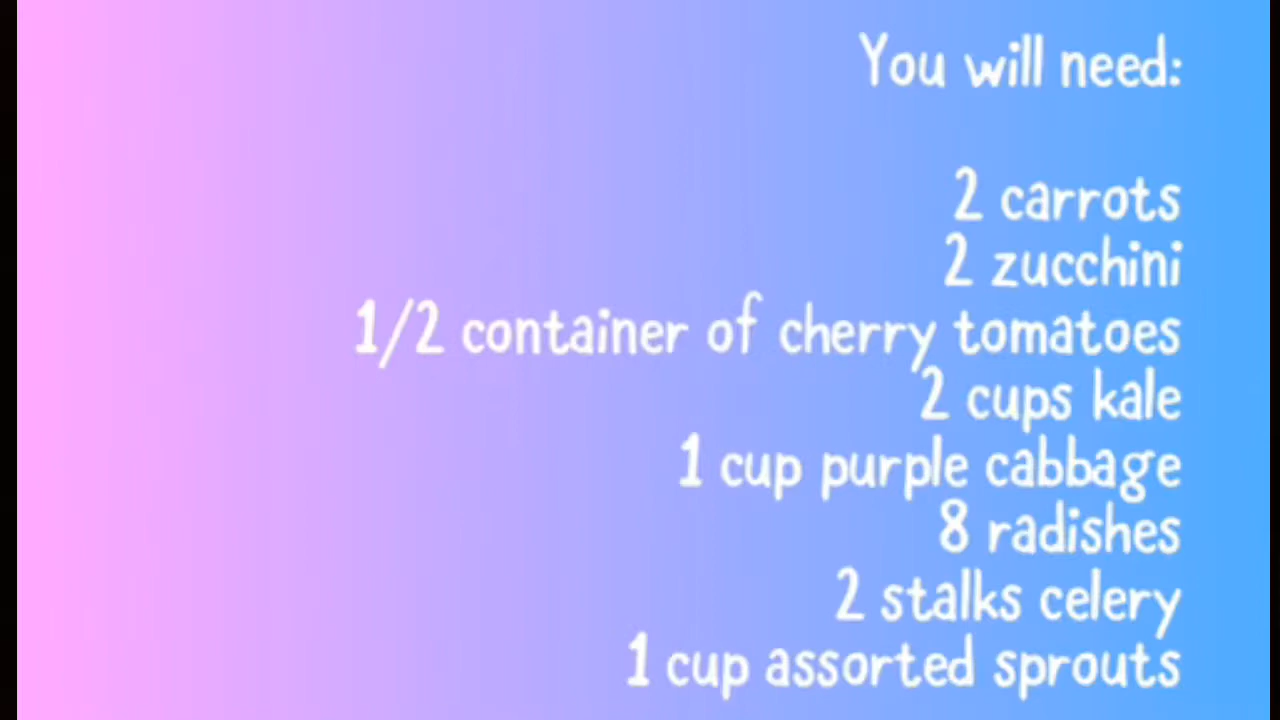 You will need:
2 carrots
2 zucchini
1/2 container of cherry tomatoes
2 cups kale
1 cup purple cabbage
8 radishes
2 stalks celery
1 cup assorted sprouts